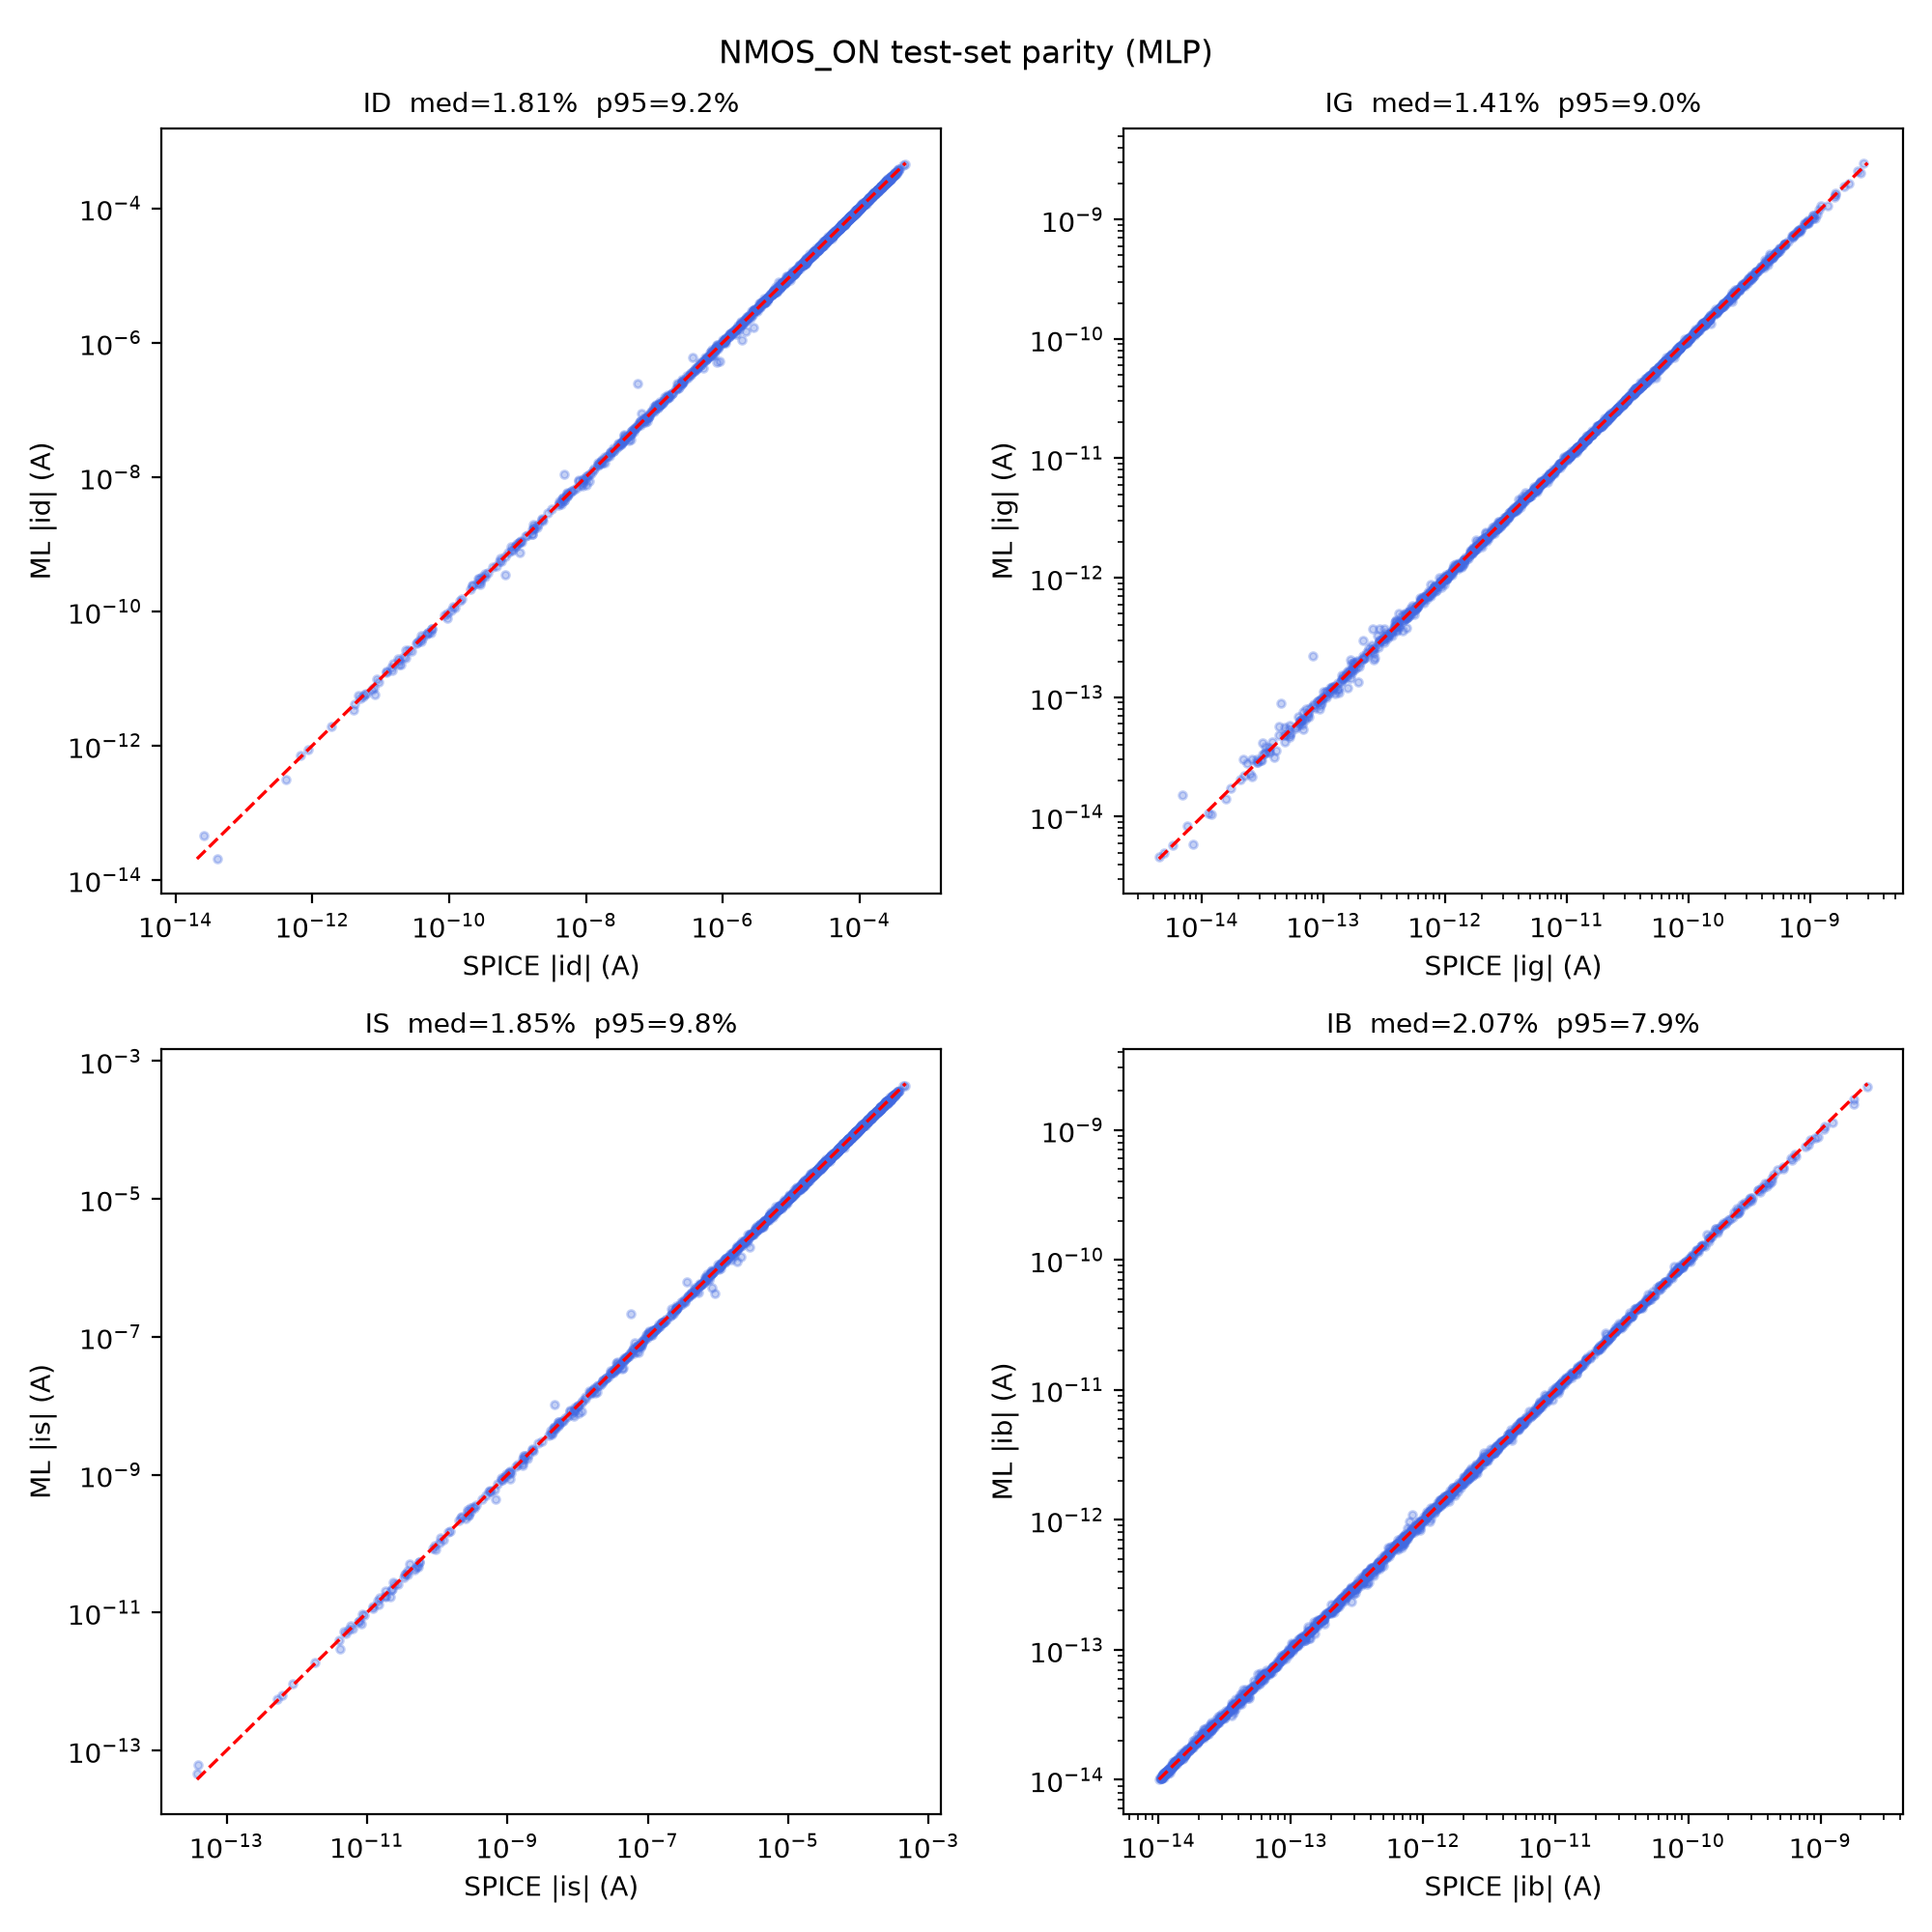 NMOS_ON test-set parity (MLP)
ID  med=1.81%  p95=9.2%
10⁻⁴
10⁻⁶
10⁻⁸
10⁻¹⁰
10⁻¹²
10⁻¹⁴
ML |id| (A)
10⁻¹⁴ 10⁻¹² 10⁻¹⁰ 10⁻⁸ 10⁻⁶ 10⁻⁴
SPICE |id| (A)
IG  med=1.41%  p95=9.0%
10⁻⁹
10⁻¹⁰
10⁻¹¹
10⁻¹²
10⁻¹³
10⁻¹⁴
ML |ig| (A)
10⁻¹⁴ 10⁻¹³ 10⁻¹² 10⁻¹¹ 10⁻¹⁰ 10⁻⁹
SPICE |ig| (A)
IS  med=1.85%  p95=9.8%
10⁻³
10⁻⁵
10⁻⁷
10⁻⁹
10⁻¹¹
10⁻¹³
ML |is| (A)
10⁻¹³ 10⁻¹¹ 10⁻⁹ 10⁻⁷ 10⁻⁵ 10⁻³
SPICE |is| (A)
IB  med=2.07%  p95=7.9%
10⁻⁹
10⁻¹⁰
10⁻¹¹
10⁻¹²
10⁻¹³
10⁻¹⁴
ML |ib| (A)
10⁻¹⁴ 10⁻¹³ 10⁻¹² 10⁻¹¹ 10⁻¹⁰ 10⁻⁹
SPICE |ib| (A)